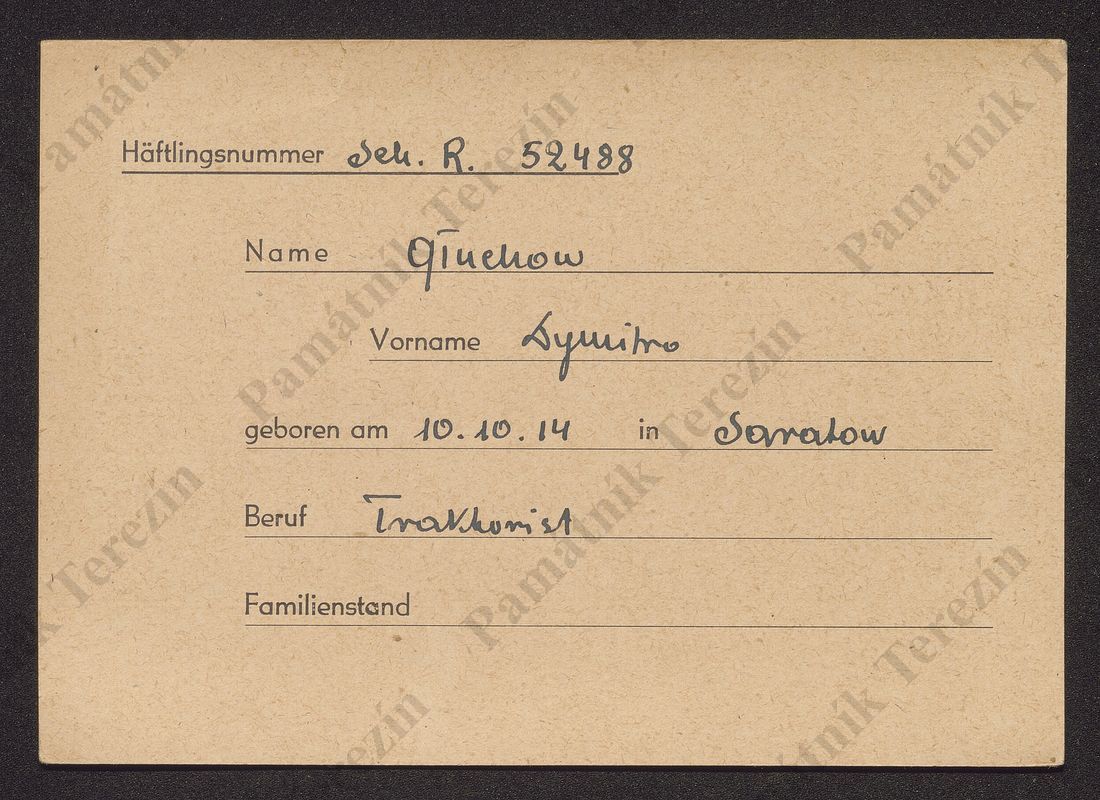 Häftlingsnummer Sch. R. 52488
Name Gluchow
Vorname Dymitro
geboren am 10.10.14 in Saratow
Beruf Traktorist
Familienstand
Památník Terezín